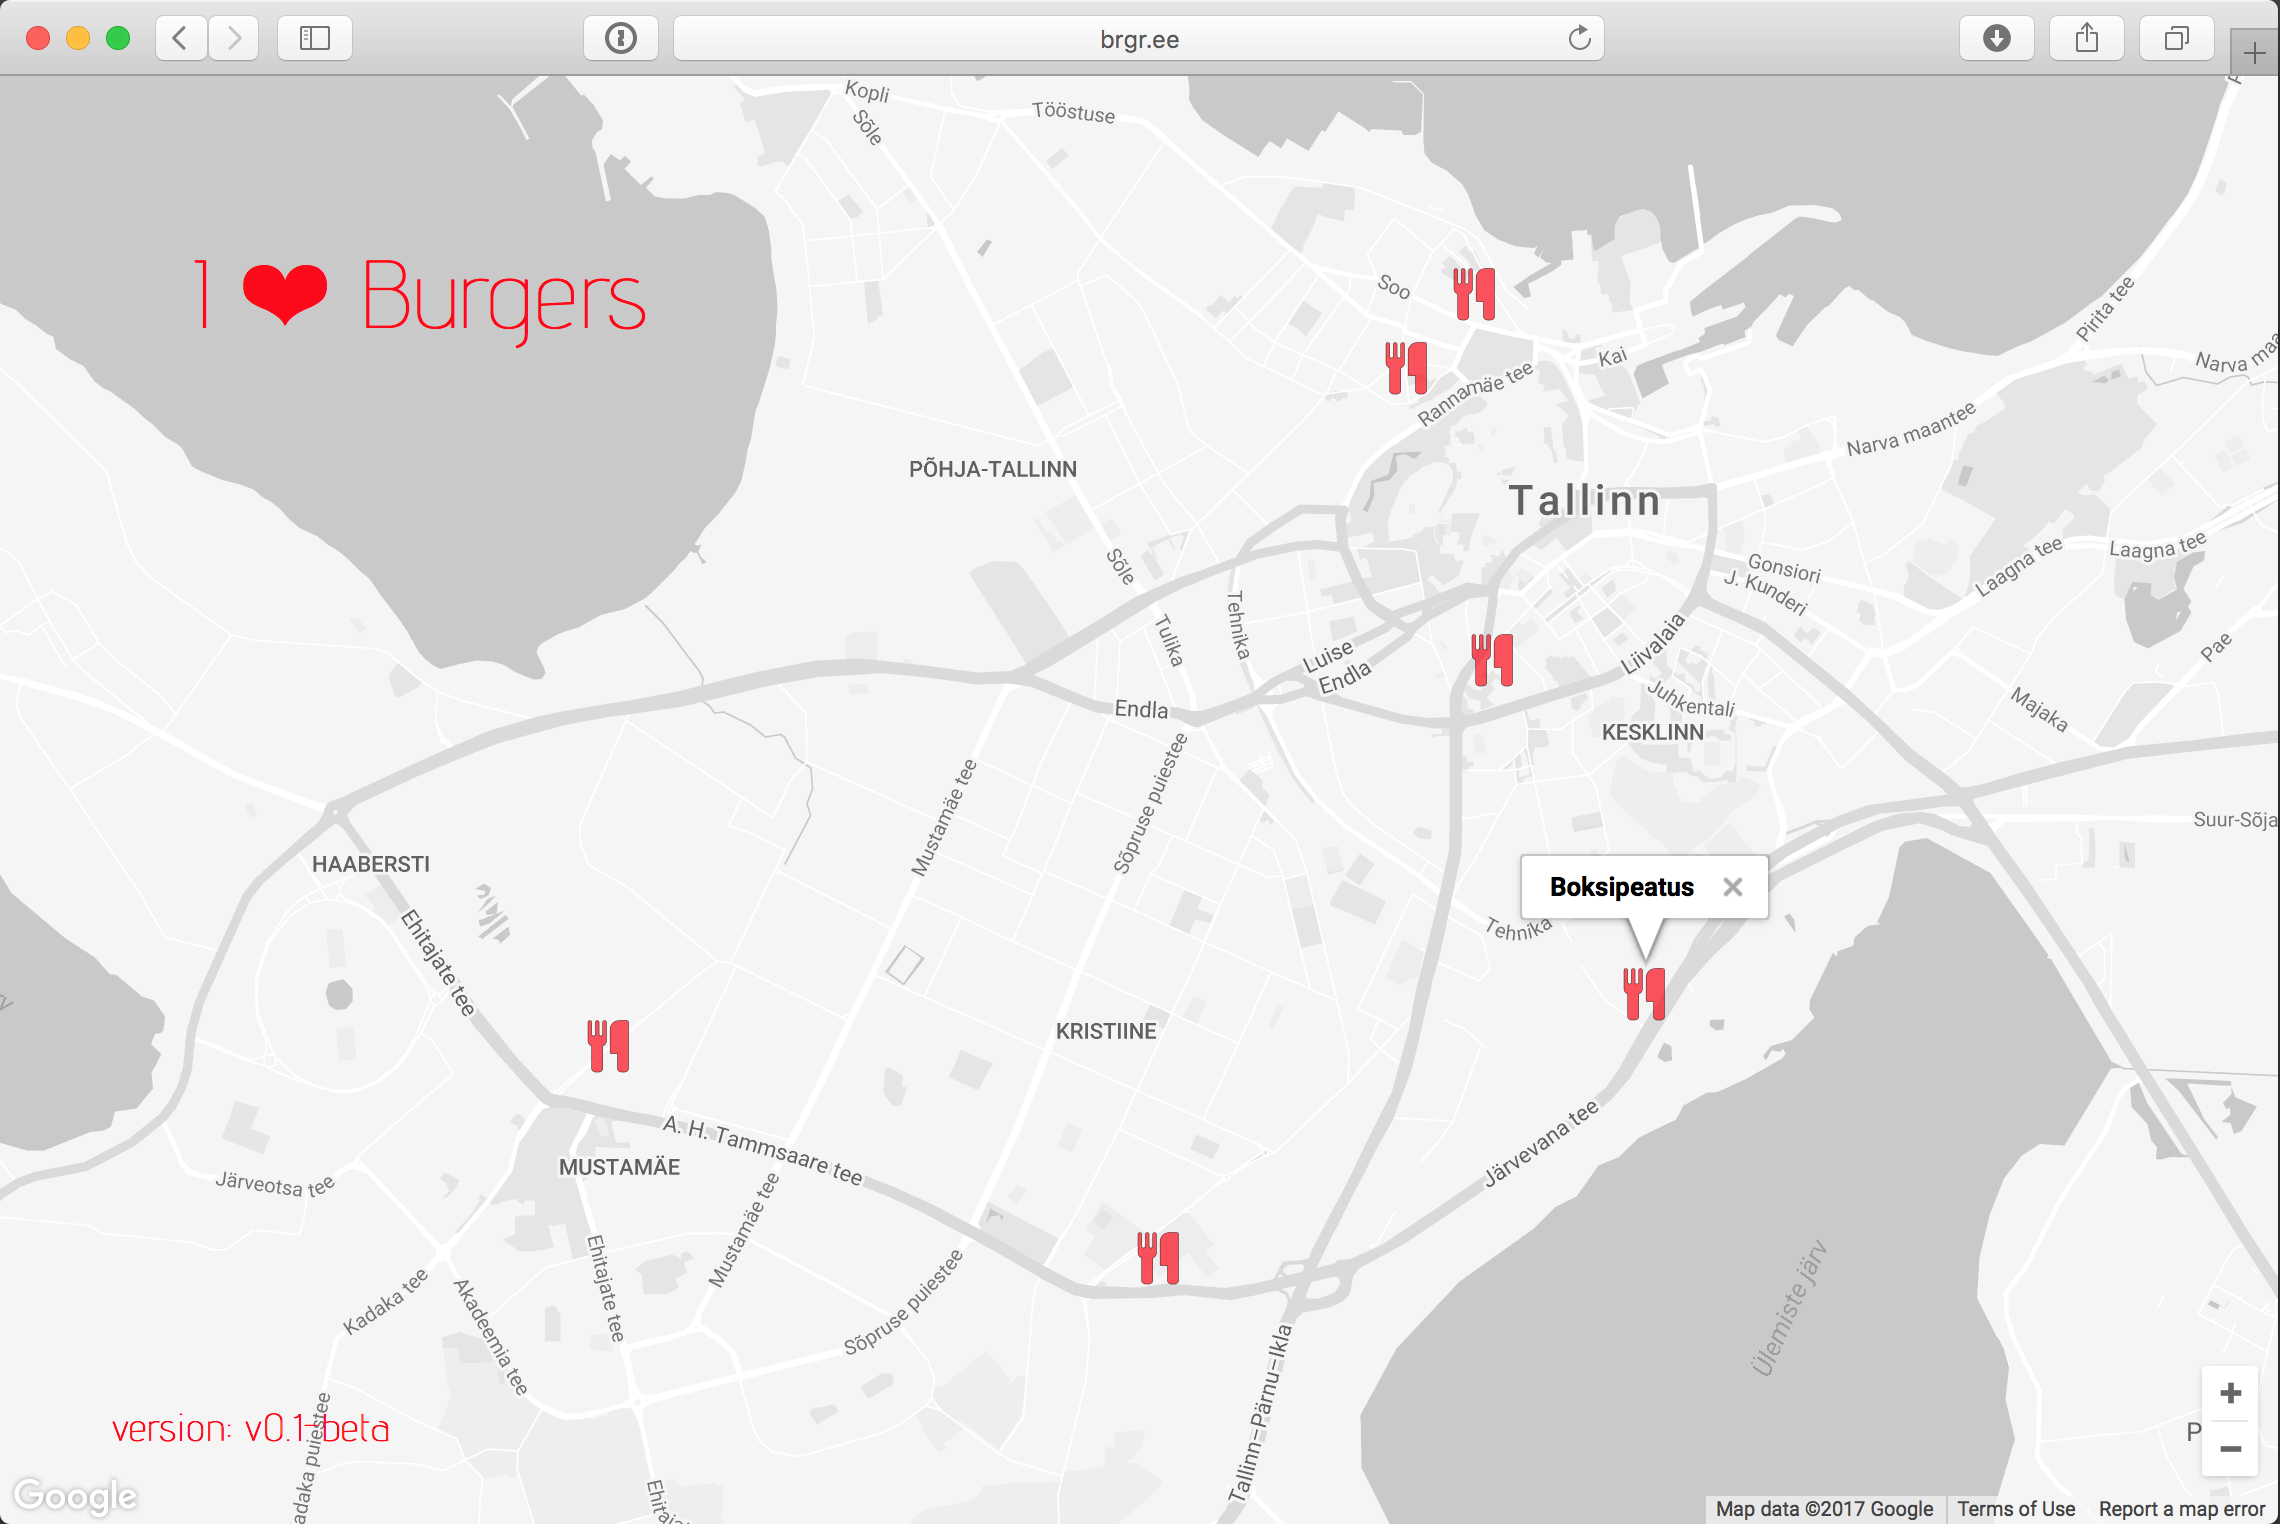 brgr.ee
Kopli
Sõle
Tööstuse
I ❤ Burgers
Soo
Kai
Rannamäe tee
Pirita tee
Narva maa
Narva maantee
PÕHJA-TALLINN
Tallinn
Sõle
Tulika
Tehnika
Gonsiori
J. Kunderi
Laagna tee
Laagna tee
Luise
Endla
Liivalaia
Juhkentali
Pae
Majaka
Endla
KESKLINN
Mustamäe tee
Sõpruse puiestee
Suur-Sõja
HAABERSTI
Boksipeatus
Ehitajate tee
Tehnika
KRISTIINE
A. H. Tammsaare tee
Järvevana tee
MUSTAMÄE
Järveotsa tee
Mustamäe tee
Ehitajate tee
Kadaka tee
Akadeemia tee
Sõpruse puiestee
Ülemiste järv
Tallinn–Pärnu–Ikla
version: v0.1-beta
adaka puiestee
P
Google
Map data ©2017 Google
Terms of Use
Report a map error